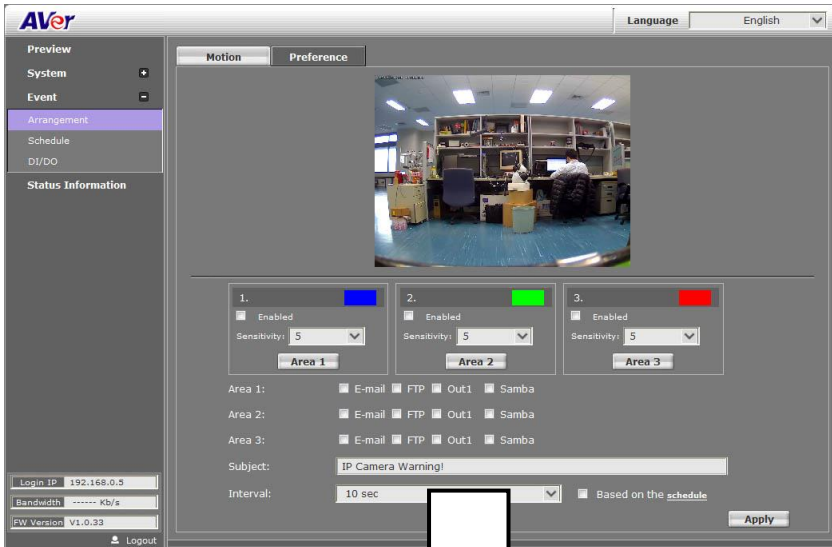 AVer
Language English
Preview
System
Event
Arrangement
Schedule
DI/DO
Status Information
Login IP 192.168.0.5
Bandwidth ------ Kb/s
FW Version V1.0.33
Logout
Motion Preference
1.
Enabled
Sensitivity: 5
Area 1
2.
Enabled
Sensitivity: 5
Area 2
3.
Enabled
Sensitivity: 5
Area 3
Area 1: E-mail FTP Out1 Samba
Area 2: E-mail FTP Out1 Samba
Area 3: E-mail FTP Out1 Samba
Subject: IP Camera Warning!
Interval: 10 sec Based on the schedule
Apply